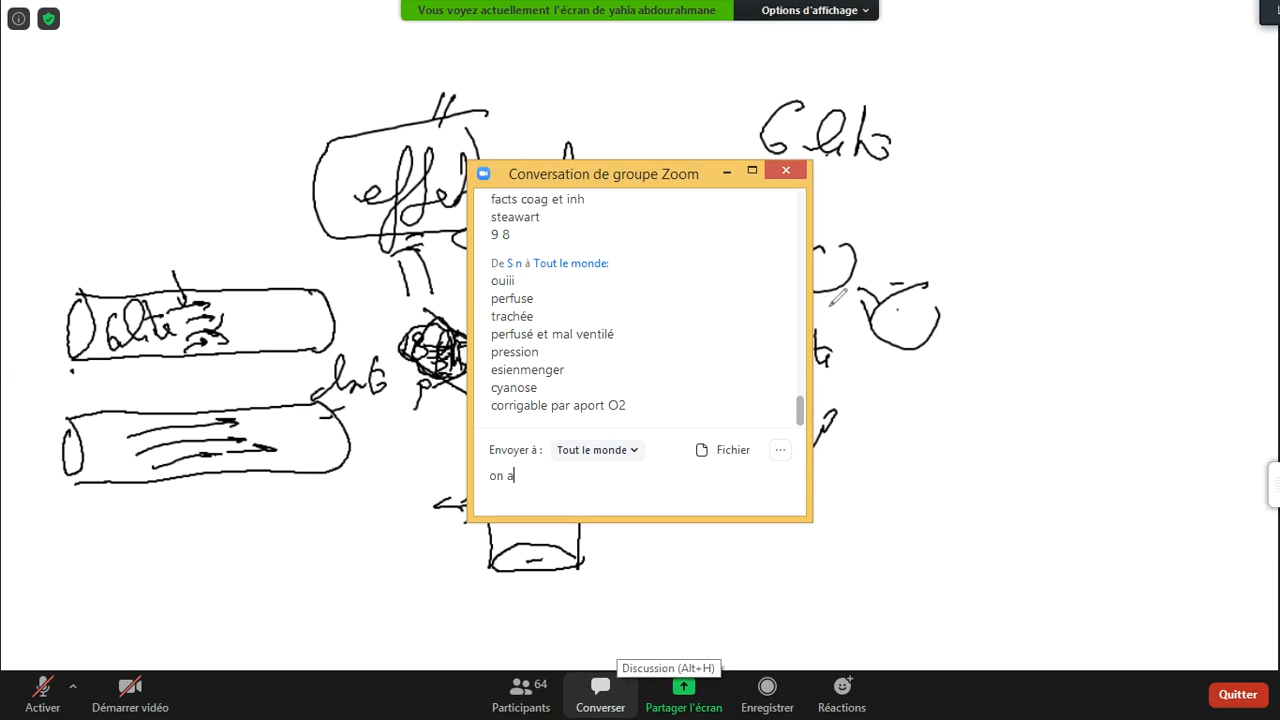 Vous voyez actuellement l'écran de yahia abdourahmane
Options d'affichage
effet
Conversation de groupe Zoom
facts coag et inh
steawart
9 8
De S n à Tout le monde:
ouiii
perfuse
trachée
perfusé et mal ventilé
pression
esienmenger
cyanose
corrigable par aport O2
Envoyer à : Tout le monde
Fichier
...
on a
Discussion (Alt+H)
Activer
Démarrer vidéo
64
Participants
Converser
Partager l'écran
Enregistrer
Réactions
Quitter